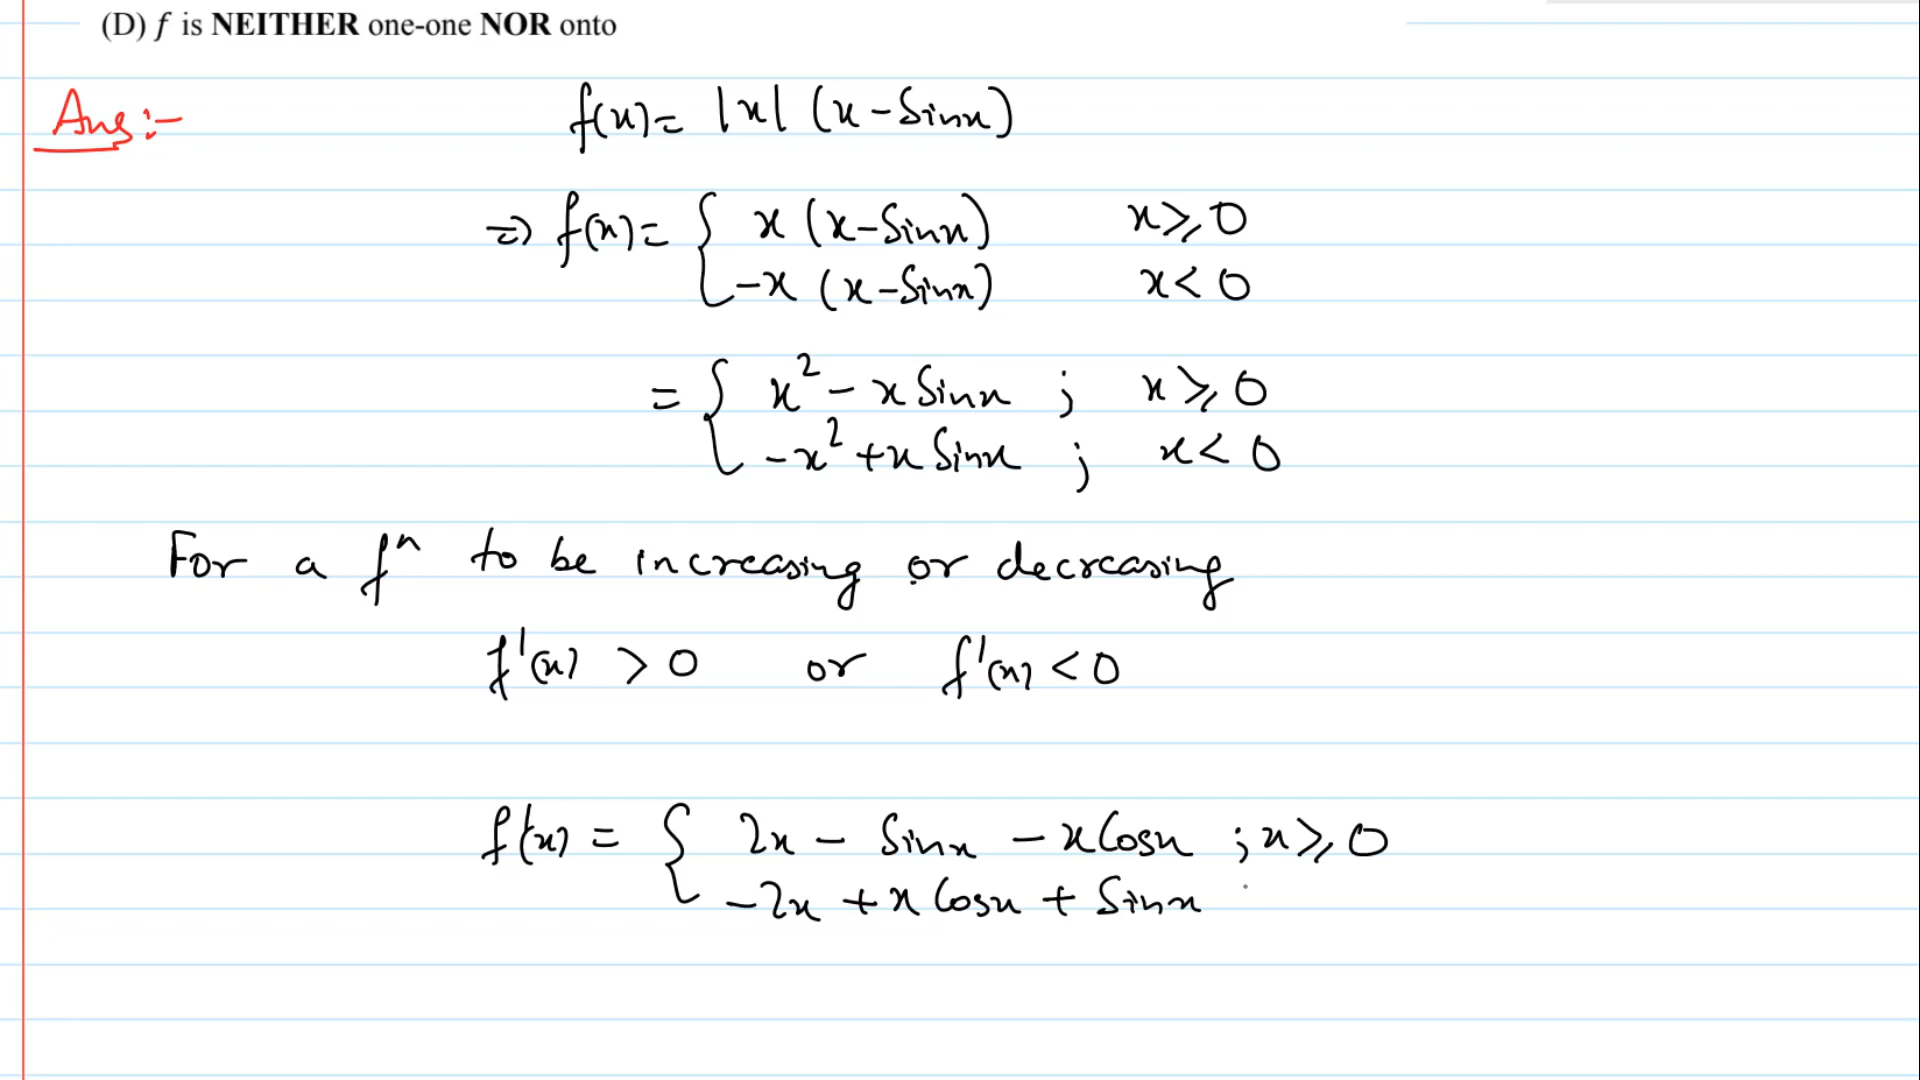 (D) f is NEITHER one-one NOR onto
Ans:-
f(x) = |x| (x - Sinx)
⇒ f(x) = { x (x - Sinx)    x ≥ 0
-x (x - Sinx)    x < 0
= { x² - x Sinx ;    x ≥ 0
-x² + x Sinx ;    x < 0
For a fⁿ to be increasing or decreasing
f'(x) > 0    or    f'(x) < 0
f'(x) = { 2x - Sinx - x Cosx ; x ≥ 0
-2x + x Cosx + Sinx